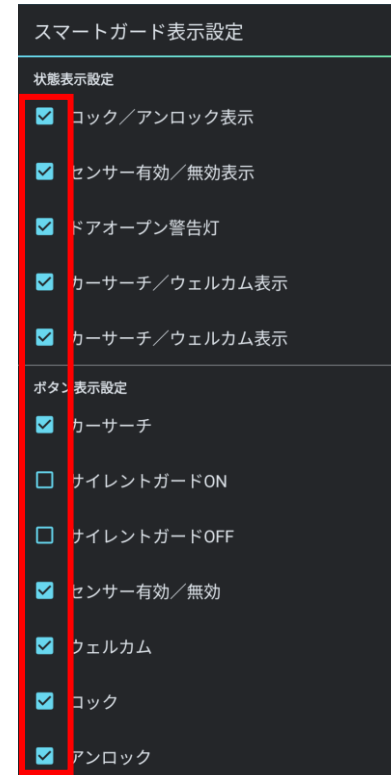 スマートガード表示設定
状態表示設定
ロック／アンロック表示
センサー有効／無効表示
ドアオープン警告灯
カーサーチ／ウェルカム表示
カーサーチ／ウェルカム表示
ボタン表示設定
カーサーチ
サイレントガードON
サイレントガードOFF
センサー有効／無効
ウェルカム
ロック
アンロック